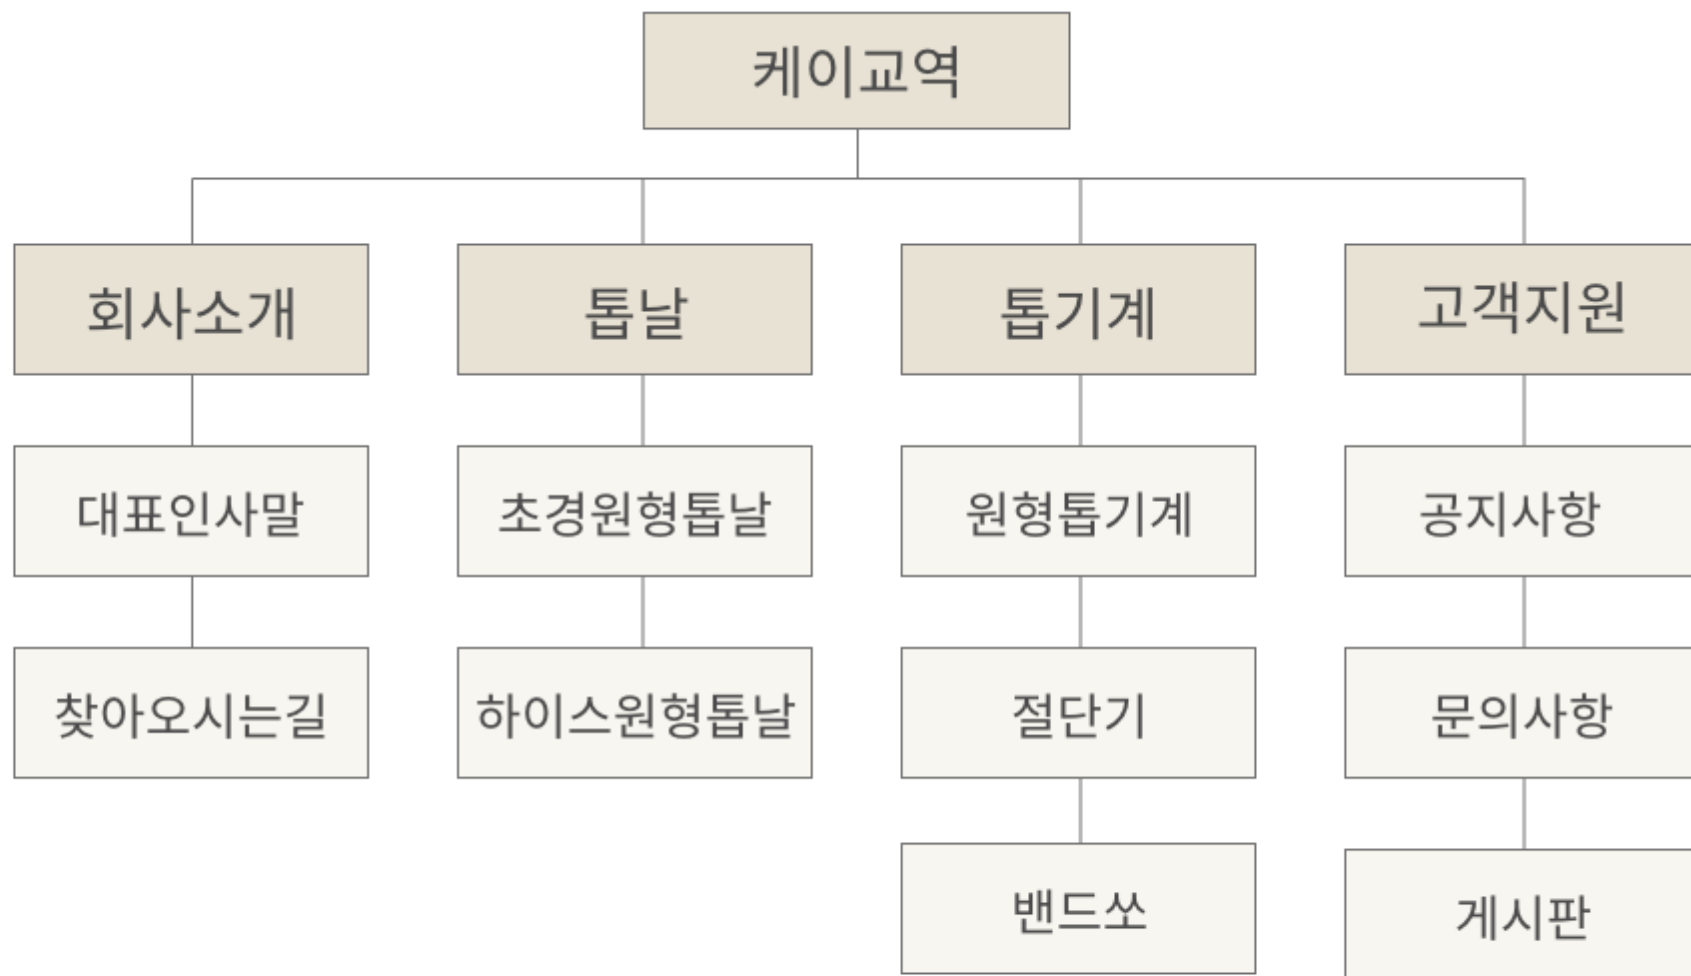 케이교역
회사소개
톱날
톱기계
고객지원
대표인사말
초경원형톱날
원형톱기계
공지사항
찾아오시는길
하이스원형톱날
절단기
문의사항
밴드쏘
게시판